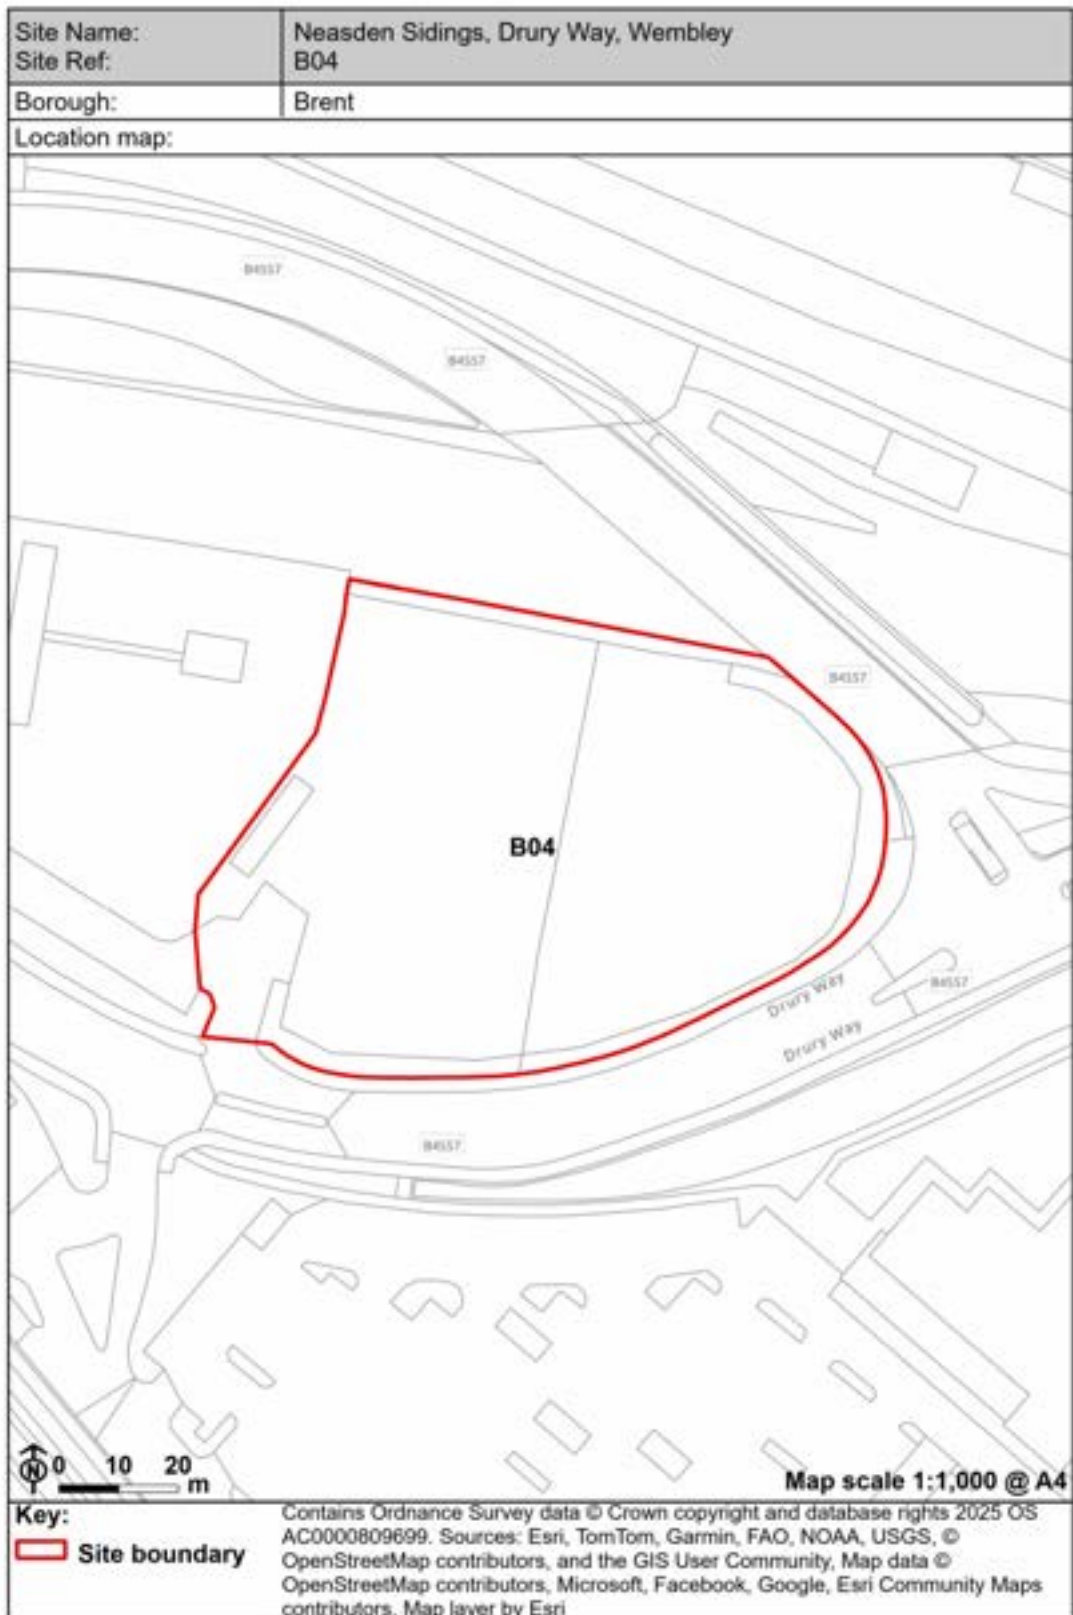 Site Name: Neasden Sidings, Drury Way, Wembley
Site Ref: B04
Borough: Brent
Location map:
B4557
B4557
B4557
B04
Drury Way
B4557
Drury Way
B4557
N 0 10 20
m
Map scale 1:1,000 @ A4
Key:
Site boundary
Contains Ordnance Survey data © Crown copyright and database rights 2025 OS
AC0000809699. Sources: Esri, TomTom, Garmin, FAO, NOAA, USGS, ©
OpenStreetMap contributors, and the GIS User Community, Map data ©
OpenStreetMap contributors, Microsoft, Facebook, Google, Esri Community Maps
contributors, Map layer by Esri